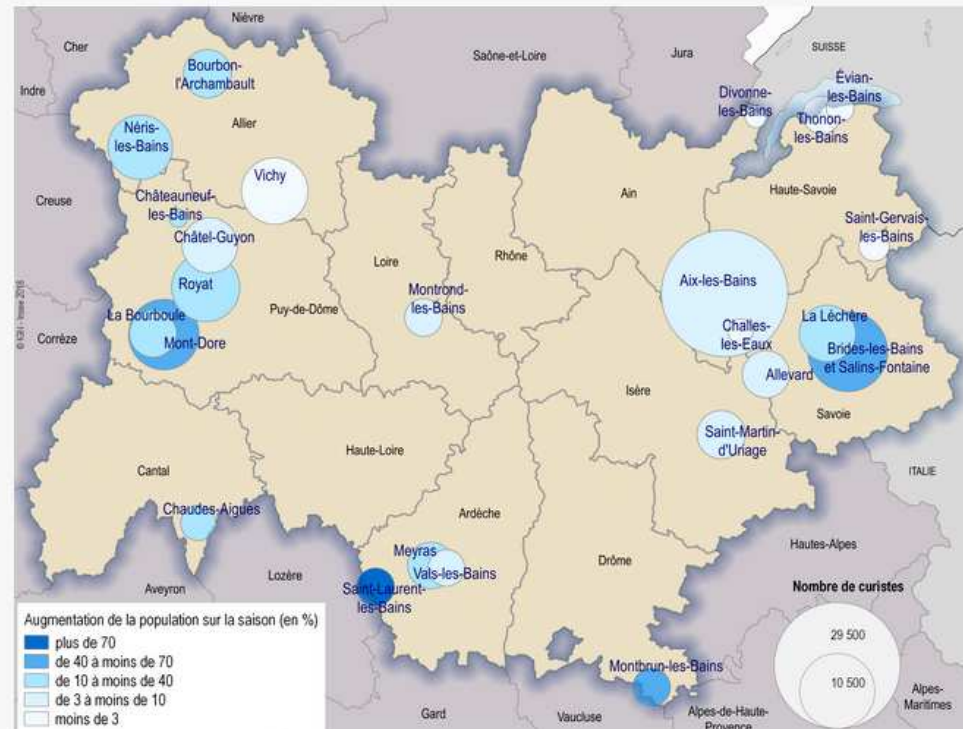 Nièvre
Cher
Saône-et-Loire
Jura
SUISSE
Indre
Bourbon-
l'Archambault
Divonne-
les-Bains
Évian-
les-Bains
Thonon-
les-Bains
Allier
Néris-
les-Bains
Vichy
Creuse
Châteauneuf-
les-Bains
Ain
Haute-Savoie
Châtel-Guyon
Saint-Gervais-
les-Bains
Loire
Rhône
Royat
Aix-les-Bains
Puy-de-Dôme
Montrond-
les-Bains
© IGN - Insee 2018
Corrèze
La Bourboule
Mont-Dore
Challes-
les-Eaux
La Léchère
Brides-les-Bains
et Salins-Fontaine
Allevard
Isère
Savoie
Saint-Martin-
d'Uriage
Haute-Loire
Cantal
ITALIE
Chaudes-Aigues
Ardèche
Hautes-Alpes
Meyras
Vals-les-Bains
Drôme
Lozère
Aveyron
Saint-Laurent-
les-Bains
Nombre de curistes
29 500
10 500
Augmentation de la population sur la saison (en %)
plus de 70
de 40 à moins de 70
de 10 à moins de 40
de 3 à moins de 10
moins de 3
Montbrun-les-Bains
Gard
Vaucluse
Alpes-de-Haute-
Provence
Alpes-
Maritimes